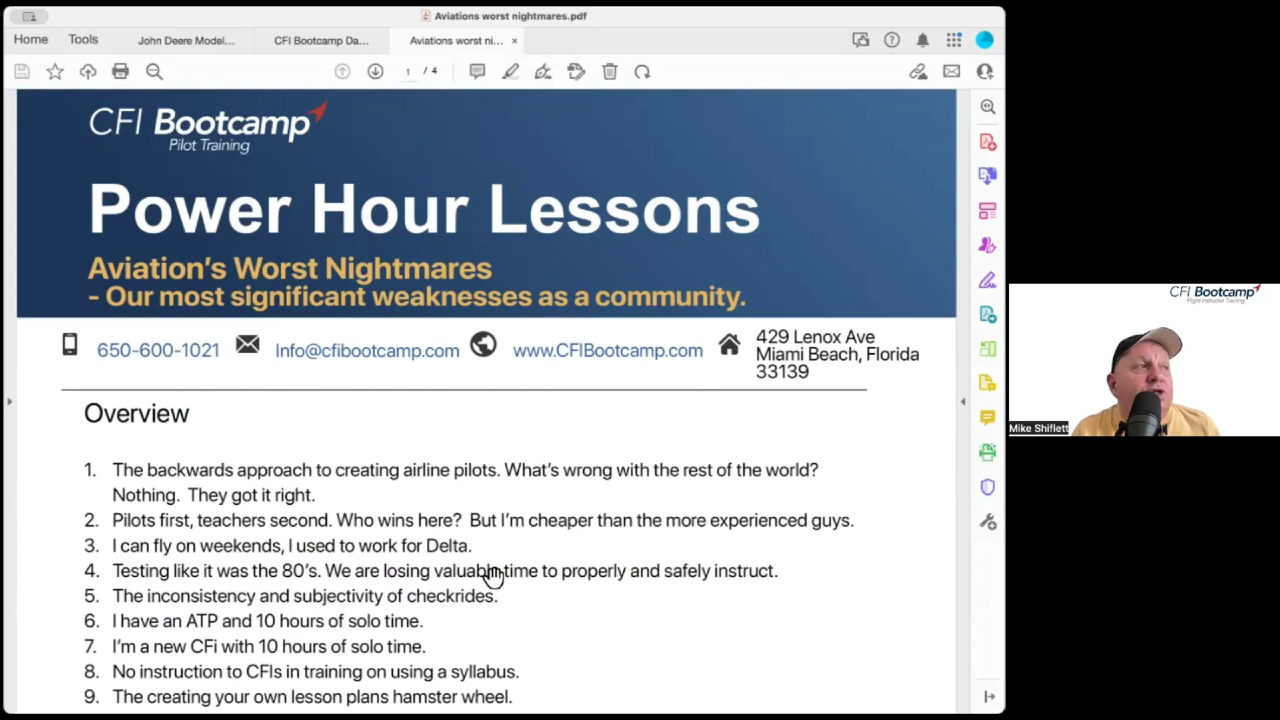 Aviations worst nightmares.pdf
Home
Tools
John Deere Model...
CFI Bootcamp Da...
Aviations worst ni... ×
1 / 4
CFI Bootcamp
Pilot Training
Power Hour Lessons
Aviation's Worst Nightmares
- Our most significant weaknesses as a community.
650-600-1021
Info@cfibootcamp.com
www.CFIBootcamp.com
429 Lenox Ave
Miami Beach, Florida
33139
Overview
1. The backwards approach to creating airline pilots. What's wrong with the rest of the world?
Nothing. They got it right.
2. Pilots first, teachers second. Who wins here? But I'm cheaper than the more experienced guys.
3. I can fly on weekends, I used to work for Delta.
4. Testing like it was the 80's. We are losing valuable time to properly and safely instruct.
5. The inconsistency and subjectivity of checkrides.
6. I have an ATP and 10 hours of solo time.
7. I'm a new CFi with 10 hours of solo time.
8. No instruction to CFIs in training on using a syllabus.
9. The creating your own lesson plans hamster wheel.
CFI Bootcamp
Flight Instructor Training
Mike Shiflett